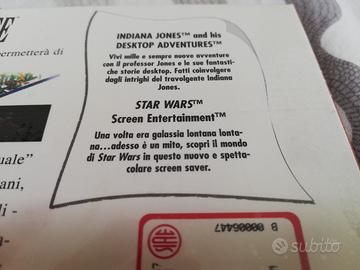 E
permetterà di
INDIANA JONES™ and his
DESKTOP ADVENTURES™
Vivi mille e sempre nuove avventure
con il professor Jones e le sue fantasti-
che storie desktop. Fatti coinvolgere
dagli intrighi del travolgente Indiana
Jones.
STAR WARS™
Screen Entertainment™
Una volta era galassia lontana lonta-
na...adesso è un mito, scopri il mondo
di Star Wars in questo nuovo e spetta-
colare screen saver.
uale”
ani,
di -
a-
B 00006447
SIAE
subito